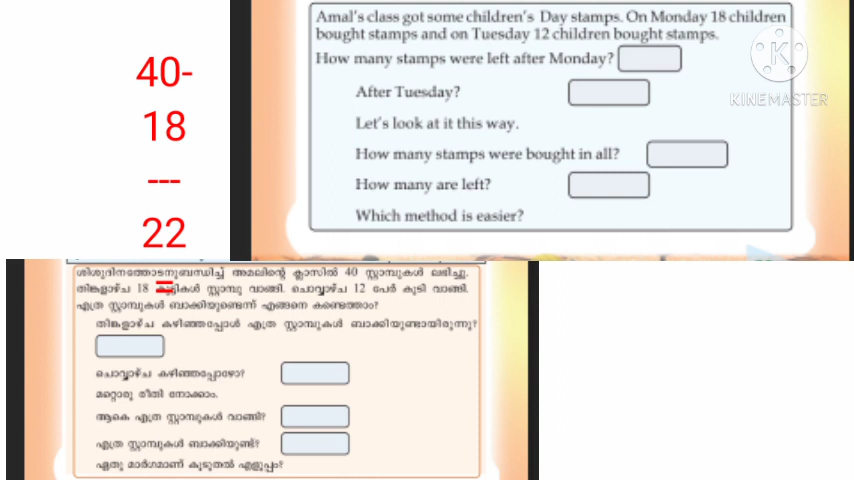 40-
18
---
22
=
Amal's class got some children's Day stamps. On Monday 18 children
bought stamps and on Tuesday 12 children bought stamps.
How many stamps were left after Monday?
After Tuesday?
Let's look at it this way.
How many stamps were bought in all?
How many are left?
Which method is easier?
K
KINEMASTER
ശിശുദിനത്തോടനുബന്ധിച്ച് അമലിന്റെ ക്ലാസിൽ 40 സ്റ്റാമ്പുകൾ ലഭിച്ചു.
തിങ്കളാഴ്ച 18 കുട്ടികൾ സ്റ്റാമ്പു വാങ്ങി. ചൊവ്വാഴ്ച 12 പേർ കൂടി വാങ്ങി.
എത്ര സ്റ്റാമ്പുകൾ ബാക്കിയുണ്ടെന്ന് എങ്ങനെ കണ്ടെത്താം?
തിങ്കളാഴ്ച കഴിഞ്ഞപ്പോൾ എത്ര സ്റ്റാമ്പുകൾ ബാക്കിയുണ്ടായിരുന്നു?
ചൊവ്വാഴ്ച കഴിഞ്ഞപ്പോഴോ?
മറ്റൊരു രീതി നോക്കാം.
ആകെ എത്ര സ്റ്റാമ്പുകൾ വാങ്ങി?
എത്ര സ്റ്റാമ്പുകൾ ബാക്കിയുണ്ട്?
ഏതു മാർഗമാണ് കൂടുതൽ എളുപ്പം?